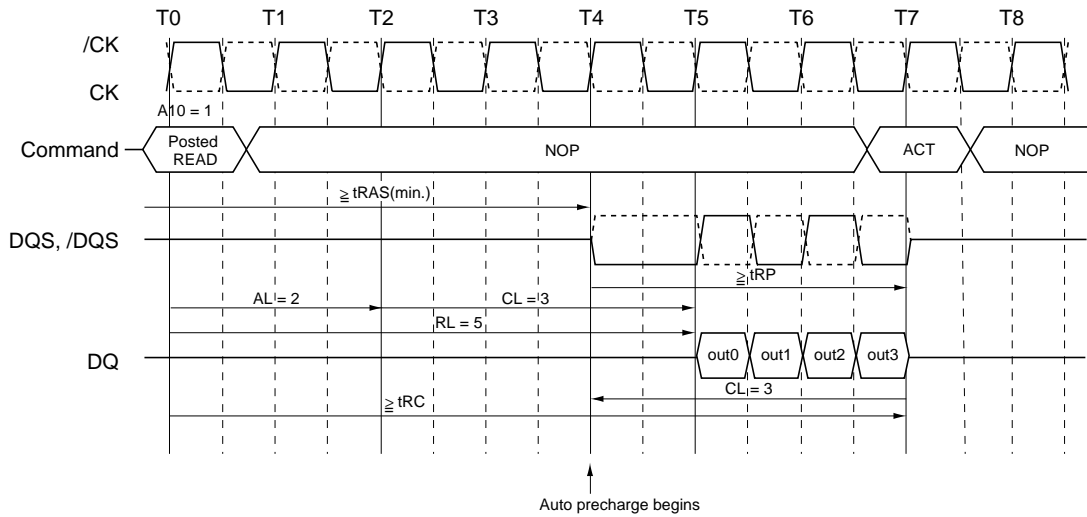 T0 T1 T2 T3 T4 T5 T6 T7 T8
/CK
CK
A10 = 1
Command
Posted
READ
NOP
ACT
NOP
≧ tRAS(min.)
DQS, /DQS
≧ tRP
AL = 2
CL = 3
RL = 5
DQ
out0 out1 out2 out3
CL = 3
≧ tRC
Auto precharge begins